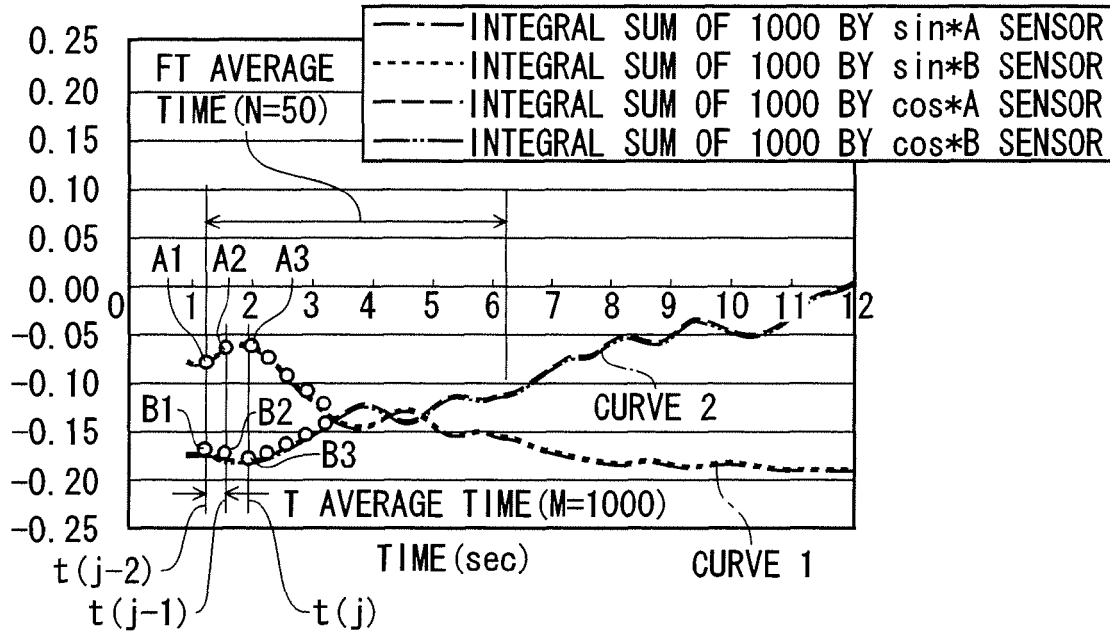 INTEGRAL SUM OF 1000 BY sin*A SENSOR
INTEGRAL SUM OF 1000 BY sin*B SENSOR
INTEGRAL SUM OF 1000 BY cos*A SENSOR
INTEGRAL SUM OF 1000 BY cos*B SENSOR
0.25
0.20
0.15
0.10
0.05
0.00
-0.05
-0.10
-0.15
-0.20
-0.25
FT AVERAGE
TIME(N=50)
A1 A2 A3
0 1 2 3 4 5 6 7 8 9 10 11 12
CURVE 2
B1 B2
B3
T AVERAGE TIME(M=1000)
TIME(sec)
CURVE 1
t(j-2)
t(j-1)
t(j)